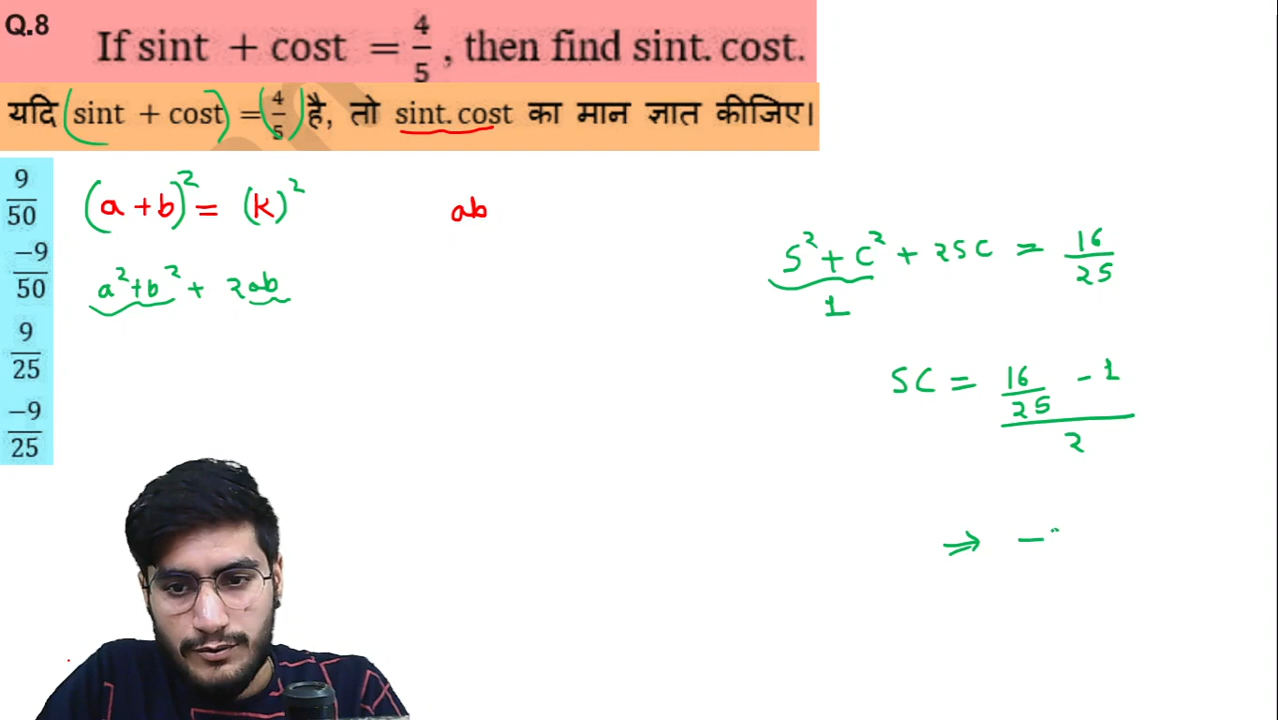 Q.8
If sint + cost = 4/5, then find sint. cost.
यदि (sint + cost) = (4/5) है, तो sint. cost का मान ज्ञात कीजिए।
9/50
-9/50
9/25
-9/25
(a+b)² = (k)²
ab
a²+b² + 2ab
S² + C² + 2SC = 16/25
1
SC = (16/25 - 1)/2
⇒ -